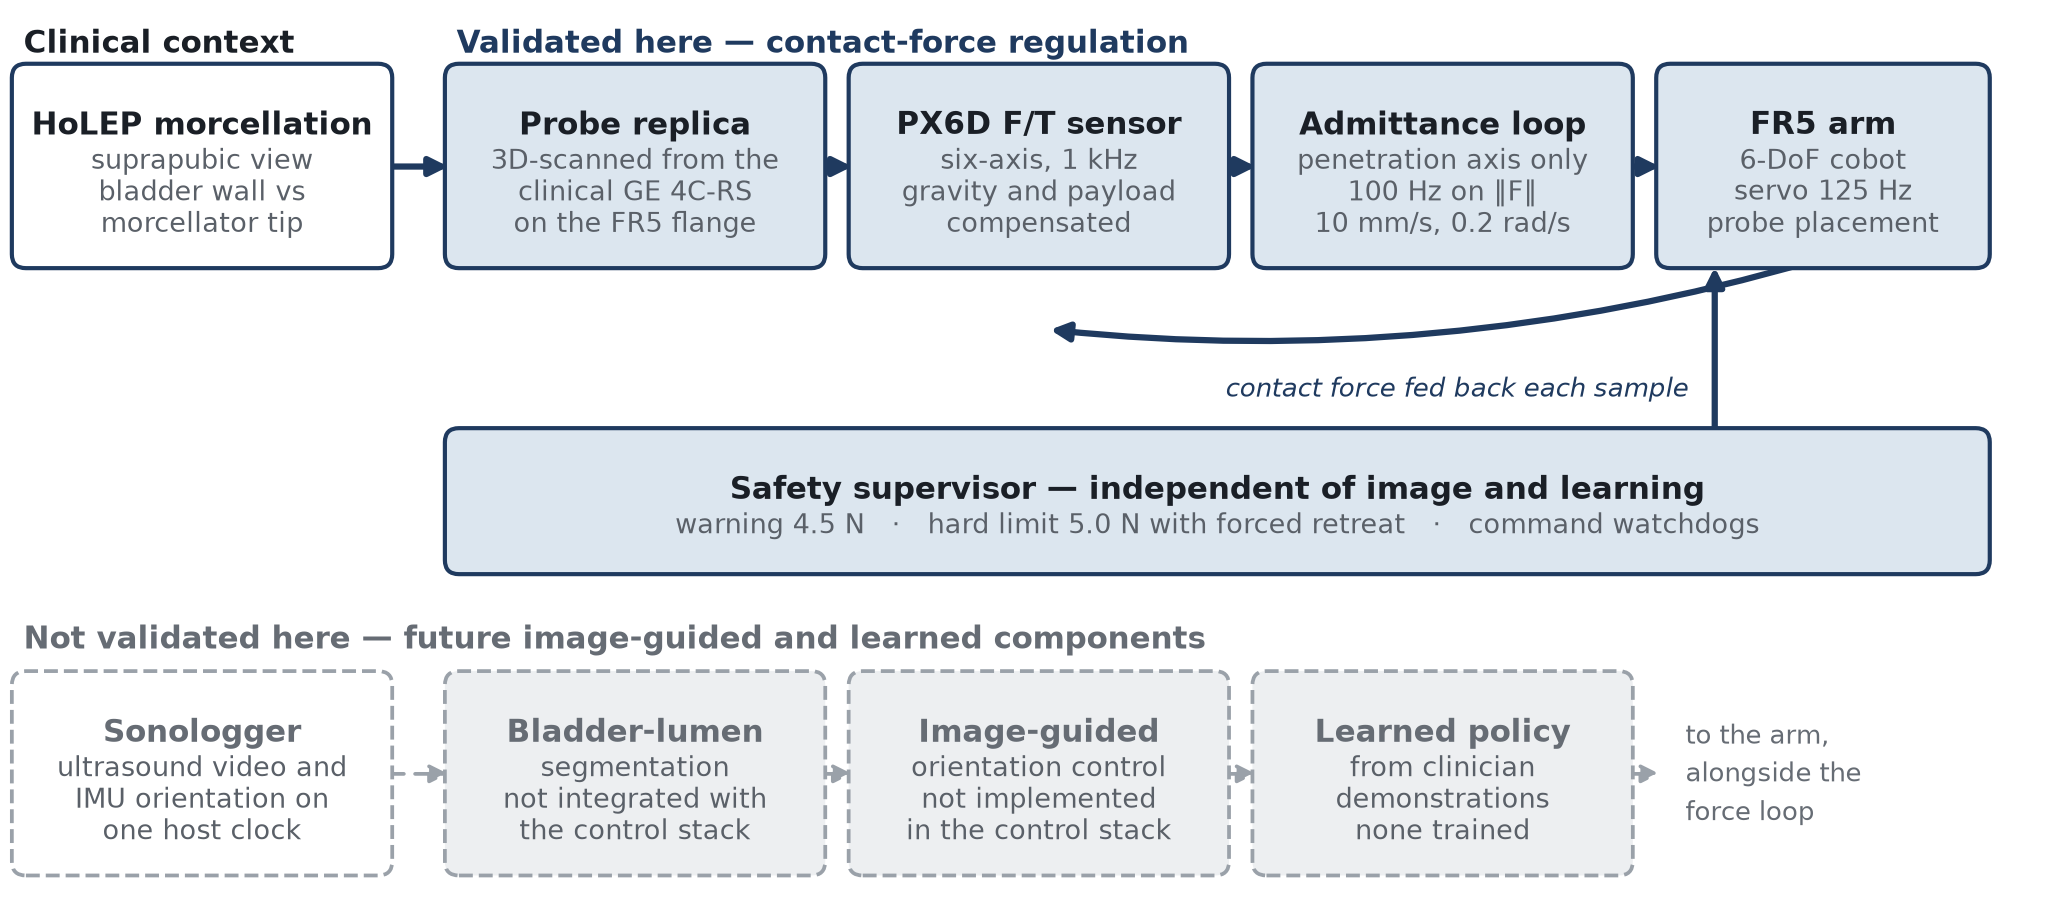 Clinical context
Validated here — contact-force regulation
HoLEP morcellation
suprapubic view
bladder wall vs
morcellator tip
Probe replica
3D-scanned from the
clinical GE 4C-RS
on the FR5 flange
PX6D F/T sensor
six-axis, 1 kHz
gravity and payload
compensated
Admittance loop
penetration axis only
100 Hz on ‖F‖
10 mm/s, 0.2 rad/s
FR5 arm
6-DoF cobot
servo 125 Hz
probe placement
contact force fed back each sample
Safety supervisor — independent of image and learning
warning 4.5 N · hard limit 5.0 N with forced retreat · command watchdogs
Not validated here — future image-guided and learned components
Sonologger
ultrasound video and
IMU orientation on
one host clock
Bladder-lumen
segmentation
not integrated with
the control stack
Image-guided
orientation control
not implemented
in the control stack
Learned policy
from clinician
demonstrations
none trained
to the arm,
alongside the
force loop